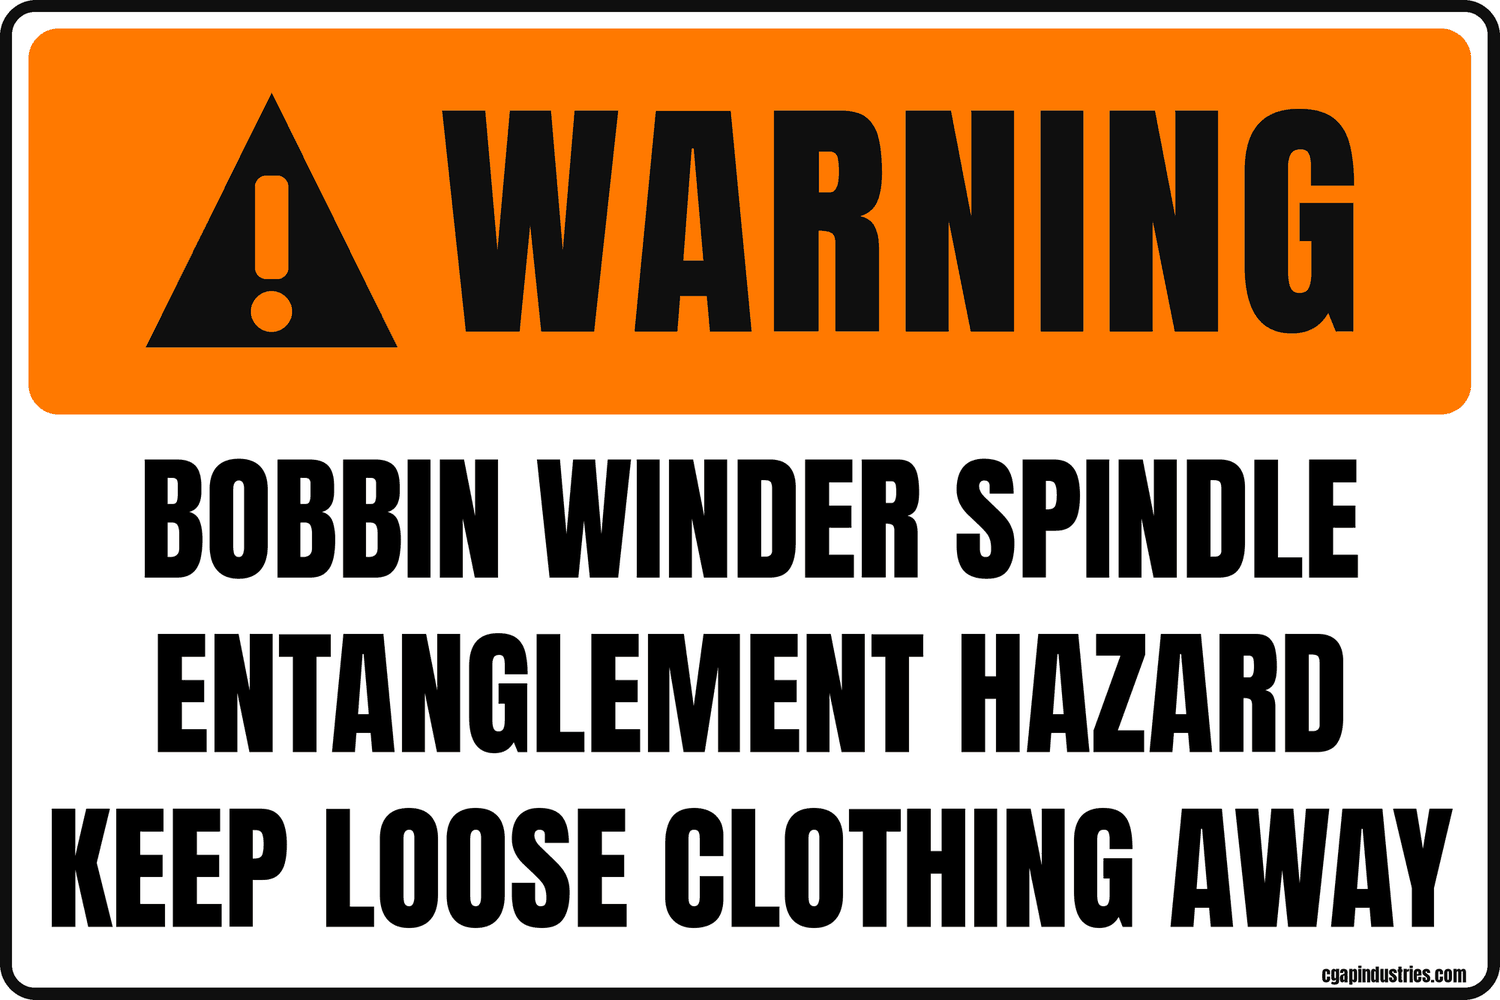 WARNING
BOBBIN WINDER SPINDLE
ENTANGLEMENT HAZARD
KEEP LOOSE CLOTHING AWAY
cgapindustries.com